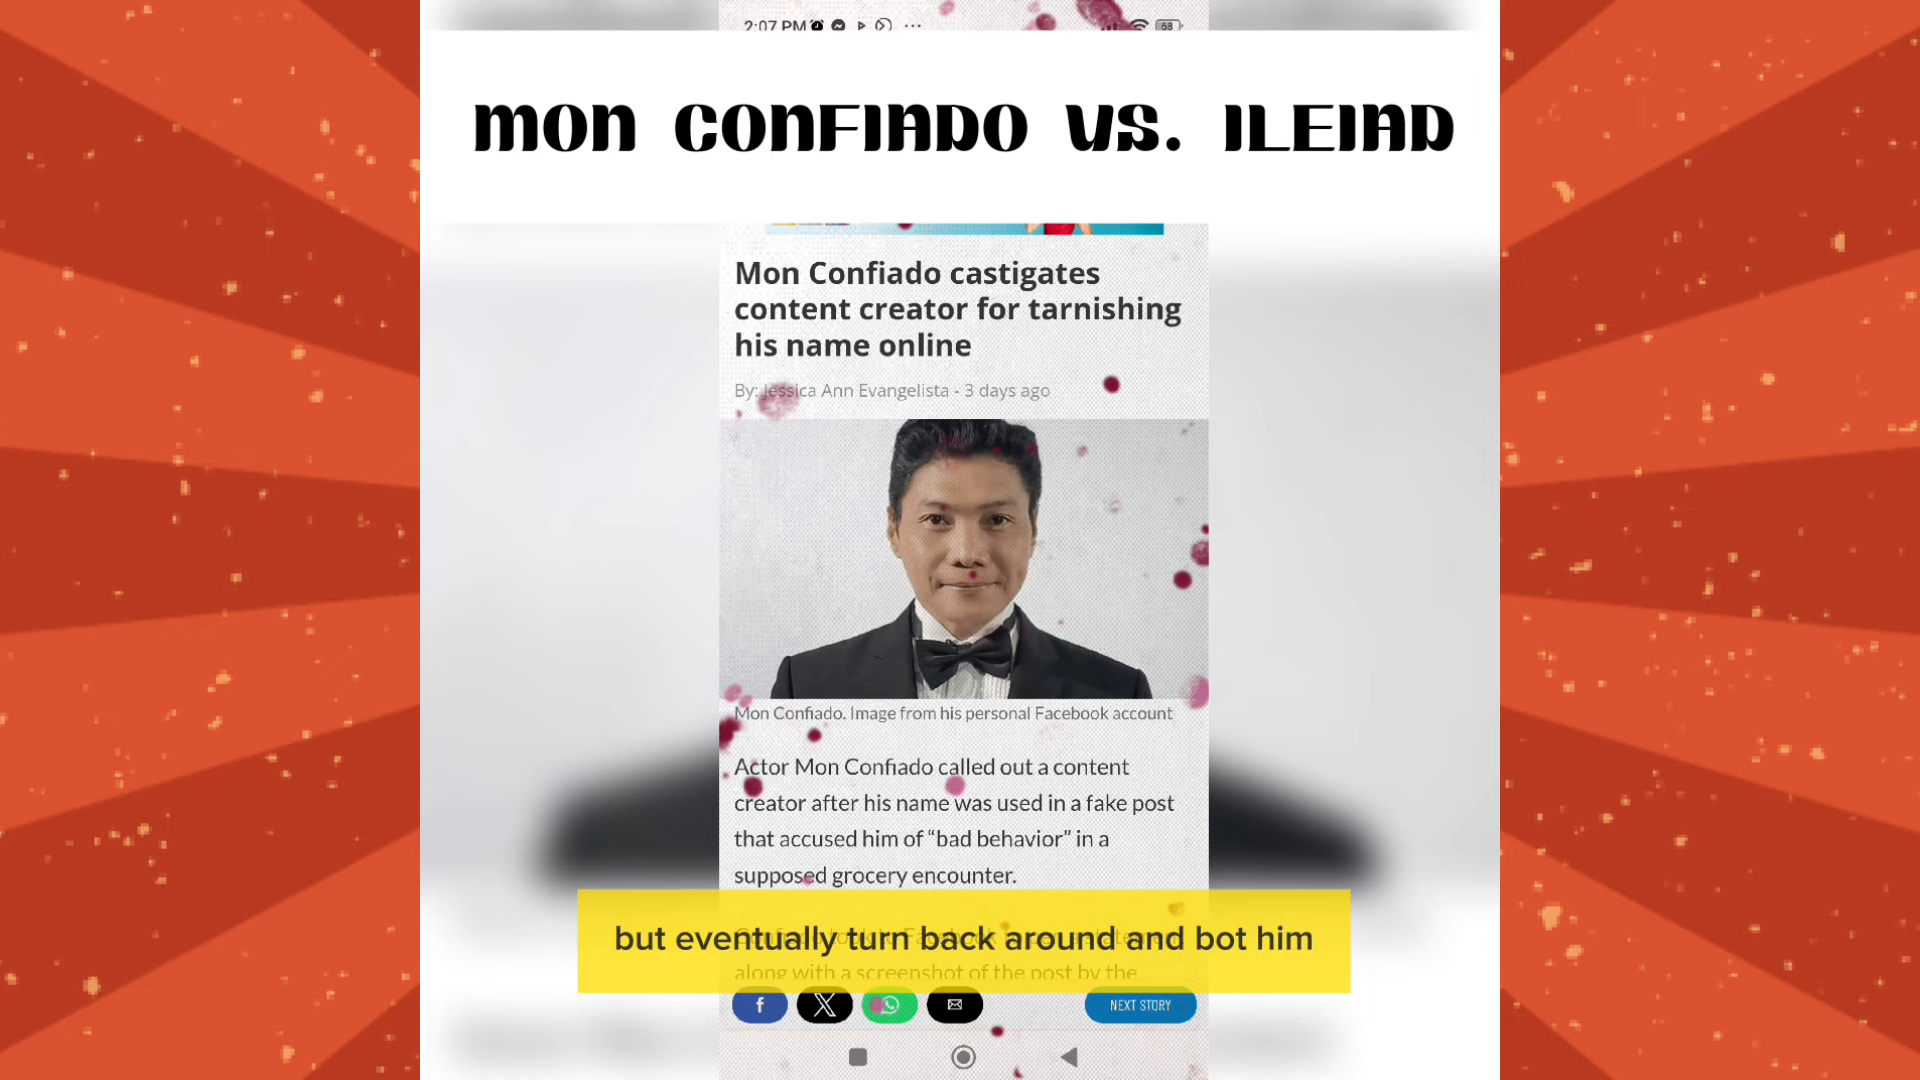 2:07 PM
68
MON CONFIADO VS. ILEIAD
Mon Confiado castigates
content creator for tarnishing
his name online
By: Jessica Ann Evangelista - 3 days ago
Mon Confiado. Image from his personal Facebook account
Actor Mon Confiado called out a content
creator after his name was used in a fake post
that accused him of “bad behavior” in a
supposed grocery encounter.
but eventually turn back around and bot him
along with a screenshot of the post by the
NEXT STORY